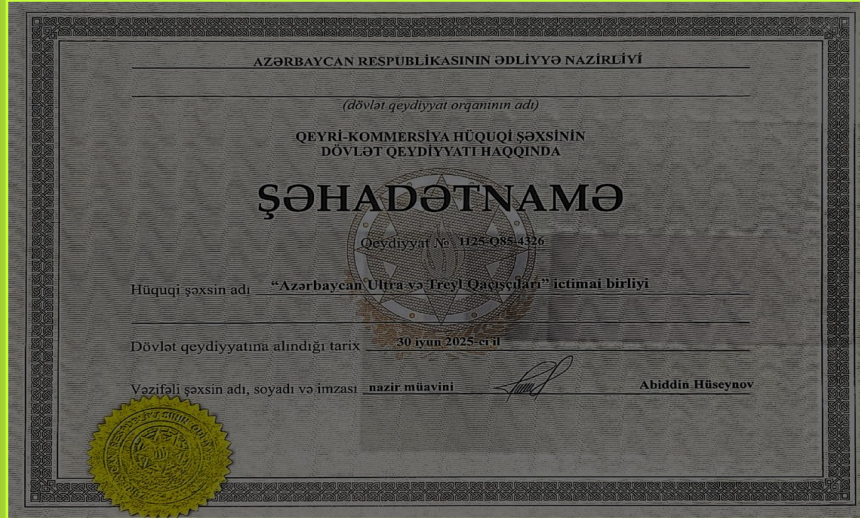 AZƏRBAYCAN RESPUBLİKASININ ƏDLİYYƏ NAZİRLİYİ
(dövlət qeydiyyat orqanının adı)
QEYRİ-KOMMERSİYA HÜQUQİ ŞƏXSİNİN
DÖVLƏT QEYDİYYATI HAQQINDA
ŞƏHADƏTNAMƏ
Qeydiyyat № 1125-Q85-4326
Hüquqi şəxsin adı “Azərbaycan Ultra və Treyl Qaçışçıları” ictimai birliyi
Dövlət qeydiyyatına alındığı tarix 30 iyun 2025-ci il
Vəzifəli şəxsin adı, soyadı və imzası nazir müavini Abiddin Hüseynov